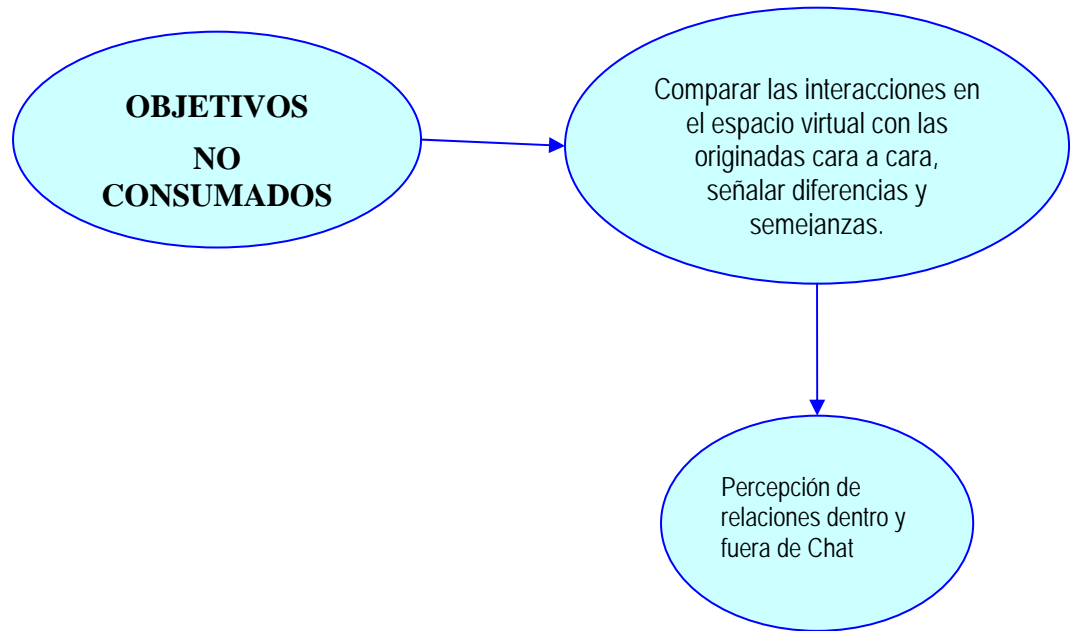 OBJETIVOS
NO
CONSUMADOS
Comparar las interacciones en
el espacio virtual con las
originadas cara a cara,
señalar diferencias y
semejanzas.
Percepción de
relaciones dentro y
fuera de Chat